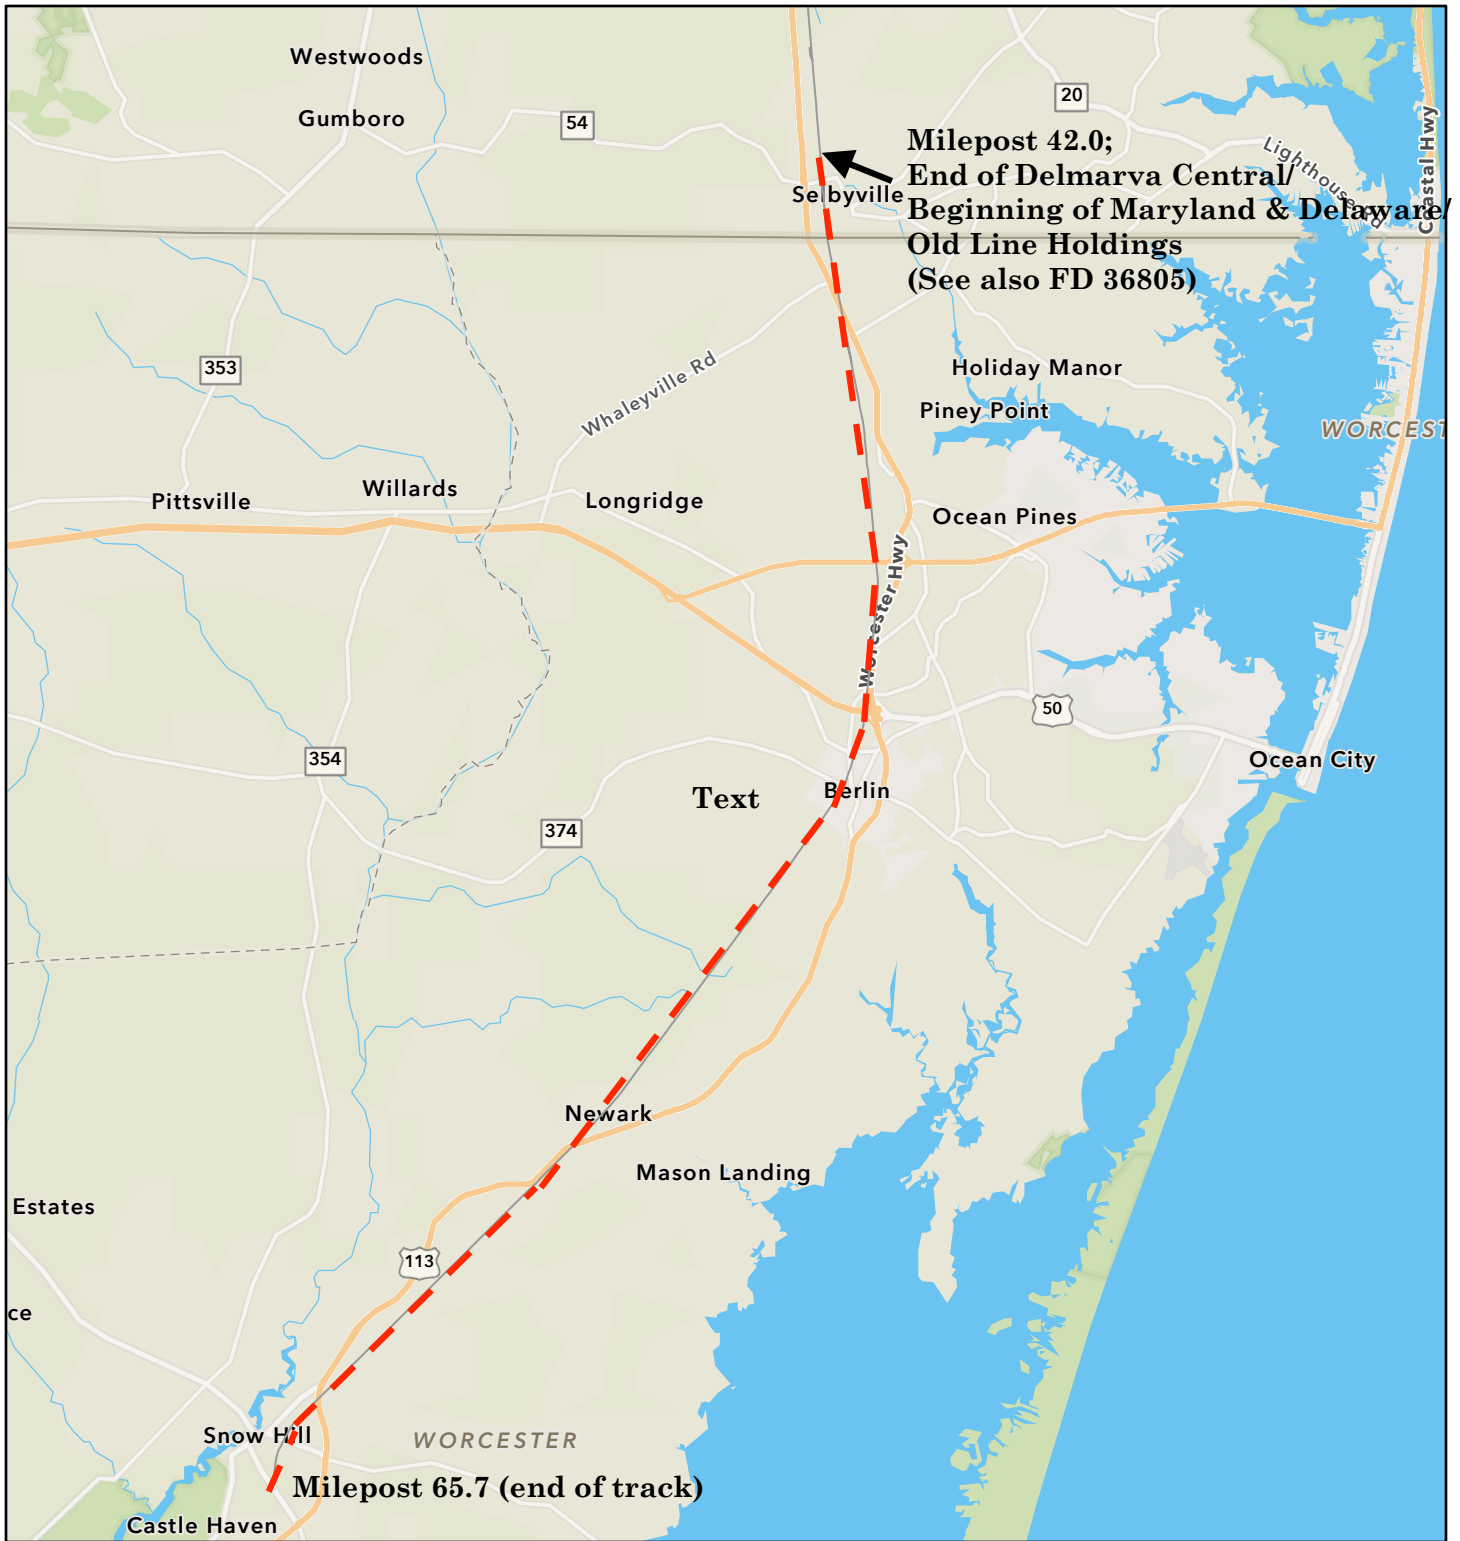 Westwoods
Gumboro
54
20
Milepost 42.0;
End of Delmarva Central/
Beginning of Maryland & Delaware/
Old Line Holdings
(See also FD 36805)
Lighthouse Rd
Coastal Hwy
Selbyville
353
Whaleyville Rd
Holiday Manor
Piney Point
WORCEST
Pittsville
Willards
Longridge
Ocean Pines
Worcester Hwy
50
354
Ocean City
Text
Berlin
374
Newark
Mason Landing
Estates
113
ce
Snow Hill
WORCESTER
Milepost 65.7 (end of track)
Castle Haven